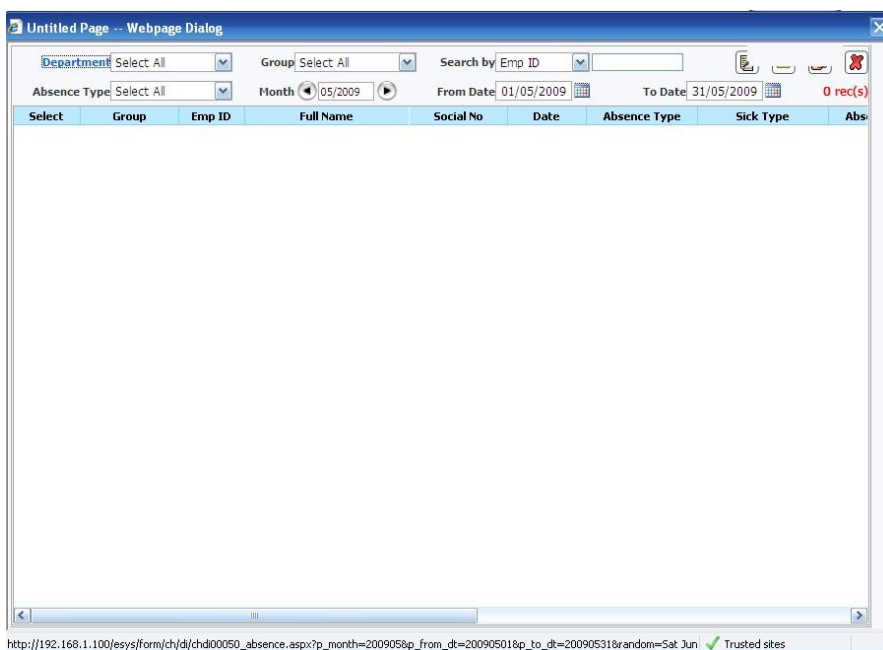 Untitled Page -- Webpage Dialog
Department Select All Group Select All Search by Emp ID
Absence Type Select All Month 05/2009 From Date 01/05/2009 To Date 31/05/2009 0 rec(s)
Select Group Emp ID Full Name Social No Date Absence Type Sick Type Abs
http://192.168.1.100/esys/form/ch/di/chdi00050_absence.aspx?p_month=200905&p_from_dt=20090501&p_to_dt=20090531&random=Sat Jun Trusted sites